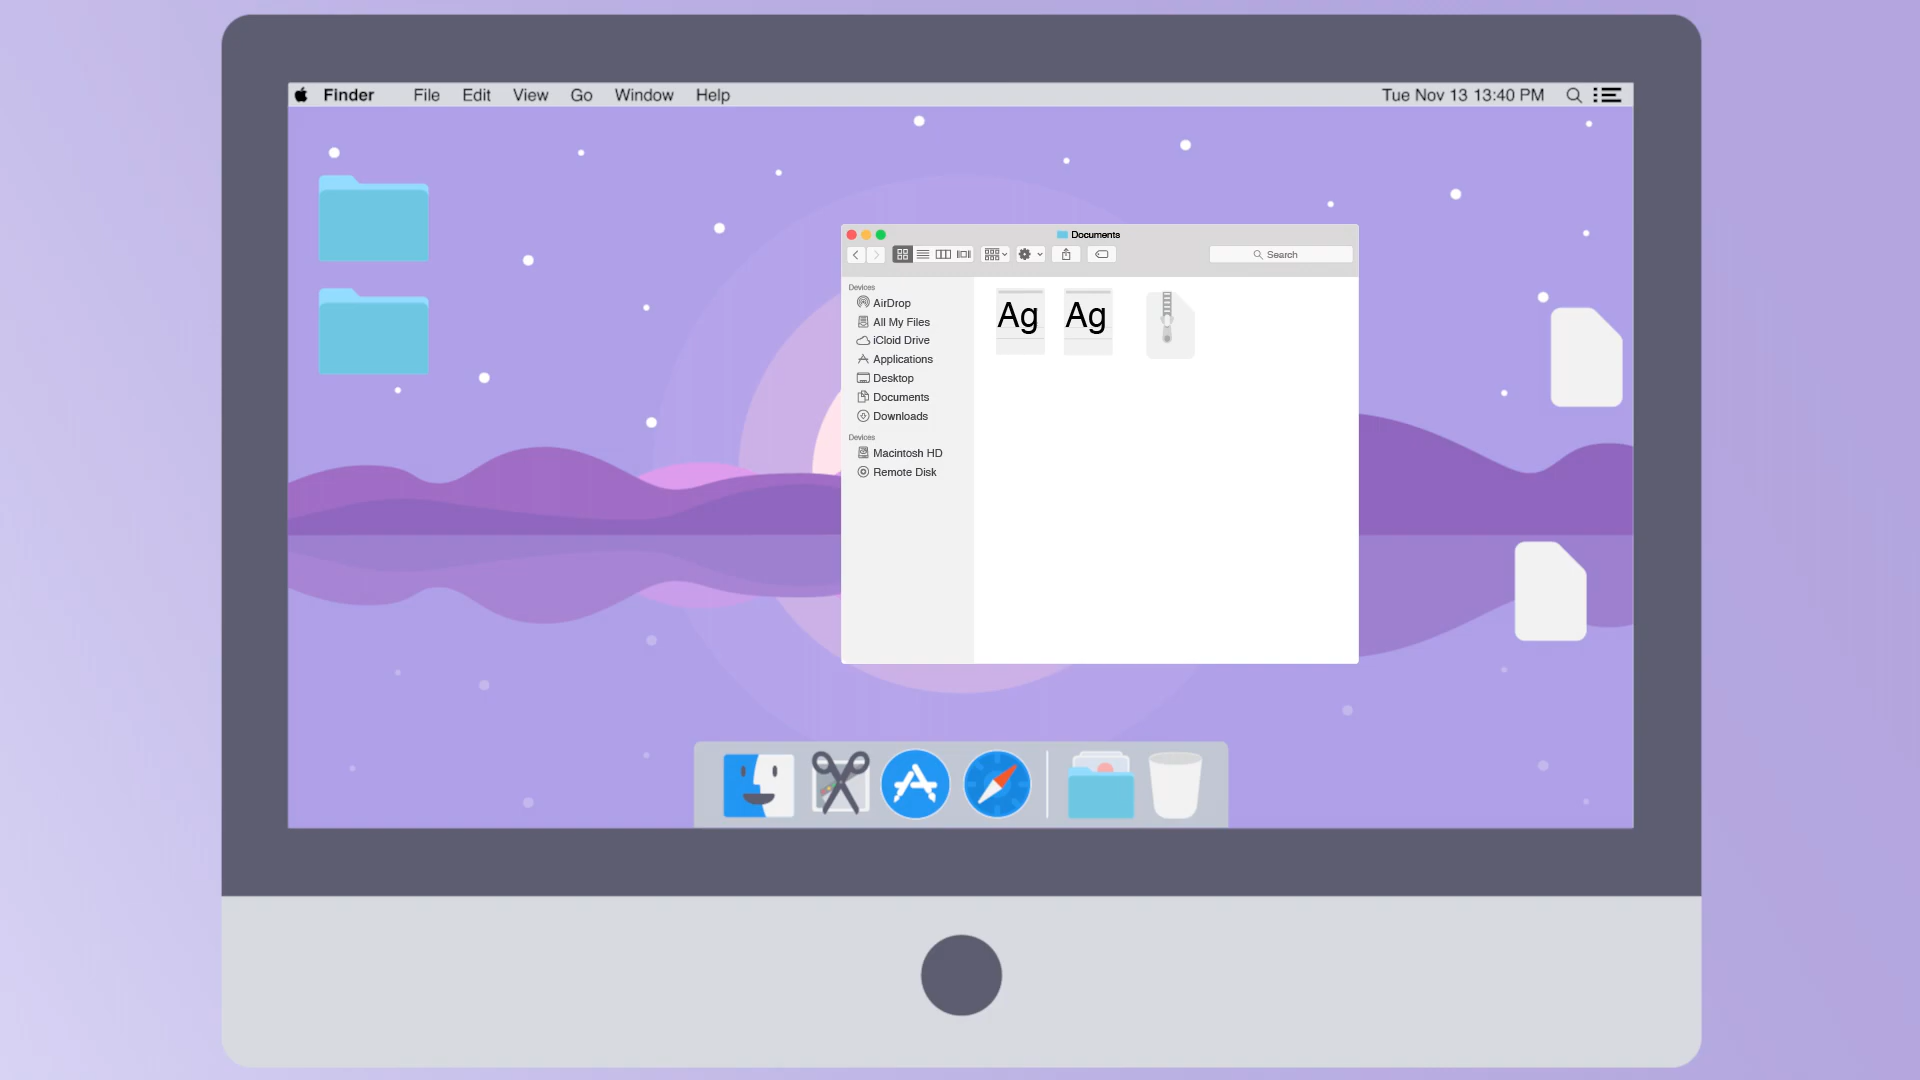 Finder File Edit View Go Window Help Tue Nov 13 13:40 PM
Documents
Search
Devices
AirDrop
All My Files
iCloid Drive
Applications
Desktop
Documents
Downloads
Devices
Macintosh HD
Remote Disk
Ag Ag